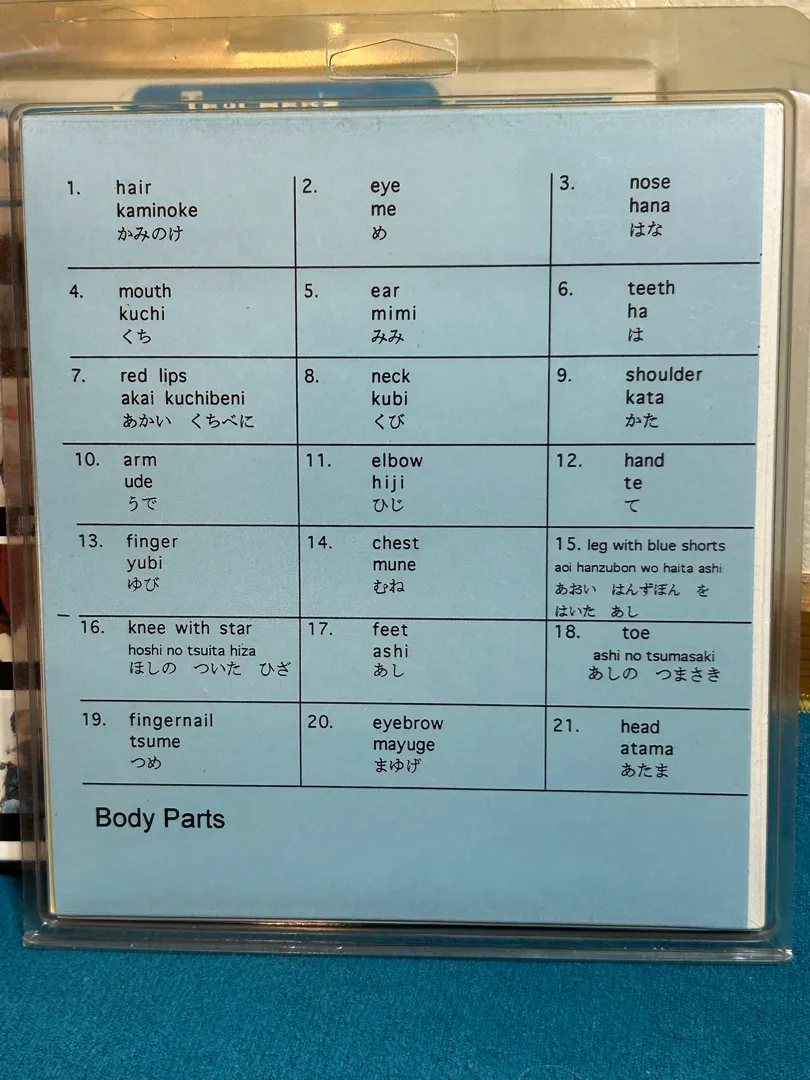 1. hair
kaminoke
かみのけ
2. eye
me
め
3. nose
hana
はな
4. mouth
kuchi
くち
5. ear
mimi
みみ
6. teeth
ha
は
7. red lips
akai kuchibeni
あかい くちべに
8. neck
kubi
くび
9. shoulder
kata
かた
10. arm
ude
うで
11. elbow
hiji
ひじ
12. hand
te
て
13. finger
yubi
ゆび
14. chest
mune
むね
15. leg with blue shorts
aoi hanzubon wo haita ashi
あおい はんずぼん を
はいた あし
16. knee with star
hoshi no tsuita hiza
ほしの ついた ひざ
17. feet
ashi
あし
18. toe
ashi no tsumasaki
あしの つまさき
19. fingernail
tsume
つめ
20. eyebrow
mayuge
まゆげ
21. head
atama
あたま
Body Parts